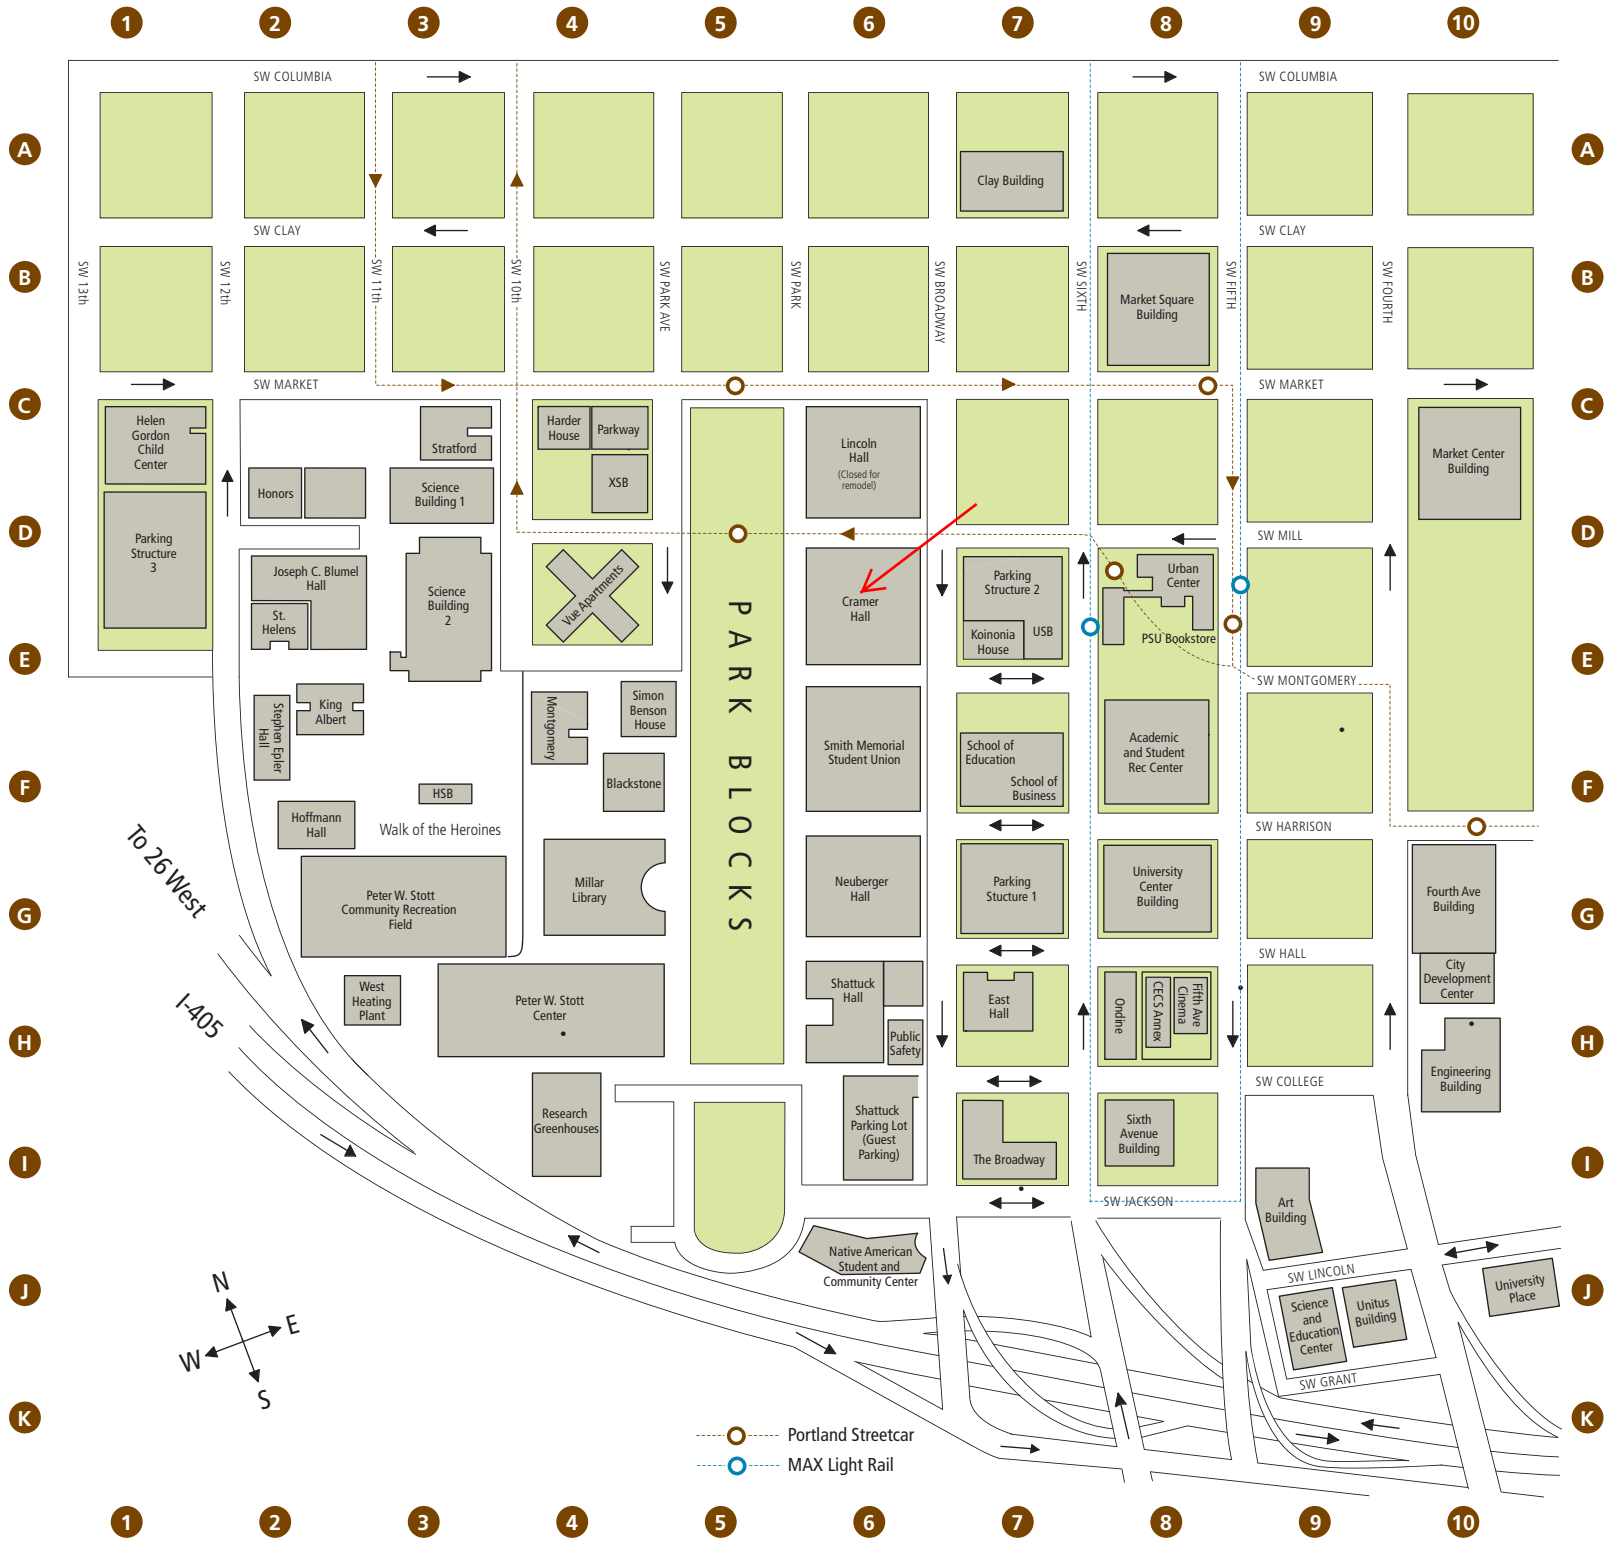 1 2 3 4 5 6 7 8 9 10
SW COLUMBIA
SW COLUMBIA
A
A
Clay Building
SW CLAY
SW CLAY
B
B
SW 13th
SW 12th
SW 11th
SW 10th
SW PARK AVE
SW PARK
SW BROADWAY
SW SIXTH
SW FIFTH
SW FOURTH
Market Square
Building
SW MARKET
SW MARKET
C
C
Helen
Gordon
Child
Center
Stratford
Harder
House
Parkway
Lincoln
Hall
(Closed for
remodel)
Market Center
Building
Honors
Science
Building 1
XSB
D
D
SW MILL
Parking
Structure
3
Joseph C. Blumel
Hall
St.
Helens
Science
Building
2
Vue Apartments
PARK BLOCKS
Cramer
Hall
Parking
Structure 2
Koinonia
House
USB
Urban
Center
PSU Bookstore
E
E
SW MONTGOMERY
Stephen Epler
Hall
King
Albert
Montgomery
Simon
Benson
House
Smith Memorial
Student Union
School of
Education
School of
Business
Academic
and Student
Rec Center
F
F
HSB
Blackstone
Hoffmann
Hall
Walk of the Heroines
SW HARRISON
To 26 West
Peter W. Stott
Community Recreation
Field
Millar
Library
Neuberger
Hall
Parking
Stucture 1
University
Center
Building
Fourth Ave
Building
G
G
SW HALL
City
Development
Center
I-405
West
Heating
Plant
Peter W. Stott
Center
Shattuck
Hall
Public
Safety
East
Hall
Ondine
CECS Annex
Fifth Ave
Cinema
H
H
Engineering
Building
SW COLLEGE
Research
Greenhouses
Shattuck
Parking Lot
(Guest
Parking)
The Broadway
Sixth
Avenue
Building
I
I
SW JACKSON
Art
Building
Native American
Student and
Community Center
SW LINCOLN
J
J
University
Place
Science
and
Education
Center
Unitus
Building
N
E
W
S
SW GRANT
K
K
Portland Streetcar
MAX Light Rail
1 2 3 4 5 6 7 8 9 10